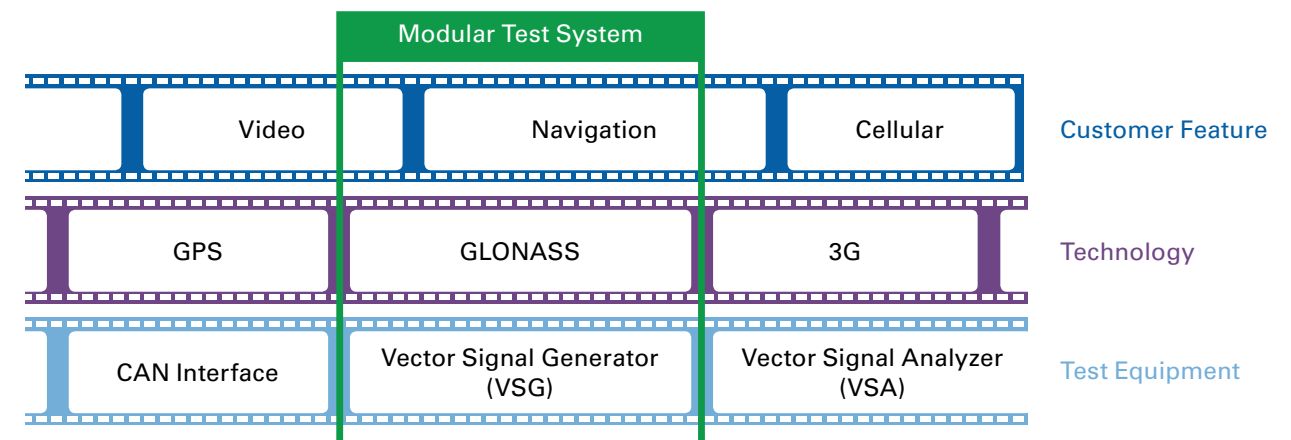 Modular Test System
Video Navigation Cellular Customer Feature
GPS GLONASS 3G Technology
CAN Interface Vector Signal Generator Vector Signal Analyzer Test Equipment
(VSG) (VSA)